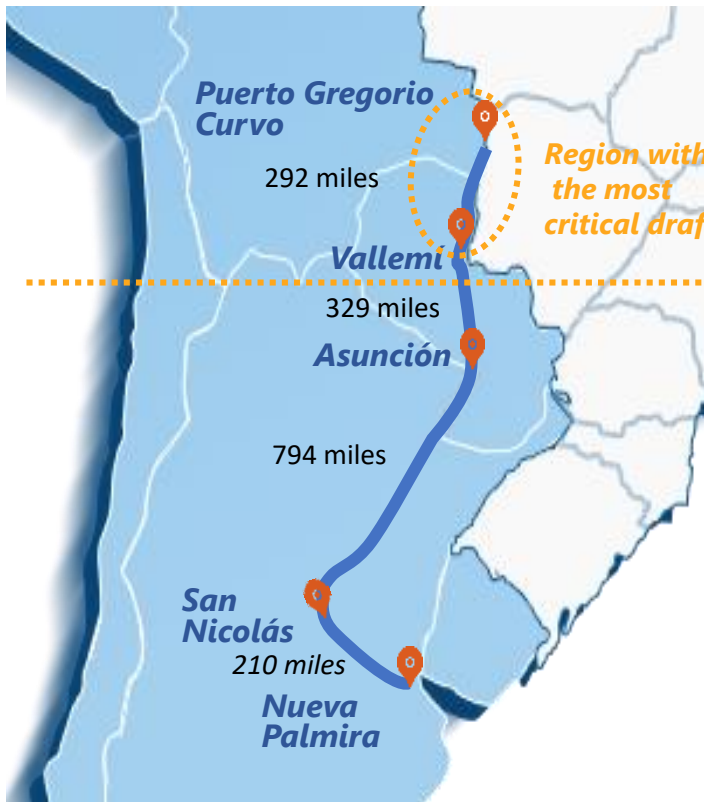 Puerto Gregorio
Curvo
292 miles
Region with
the most
critical draf
Vallemí
329 miles
Asunción
794 miles
San
Nicolás
210 miles
Nueva
Palmira